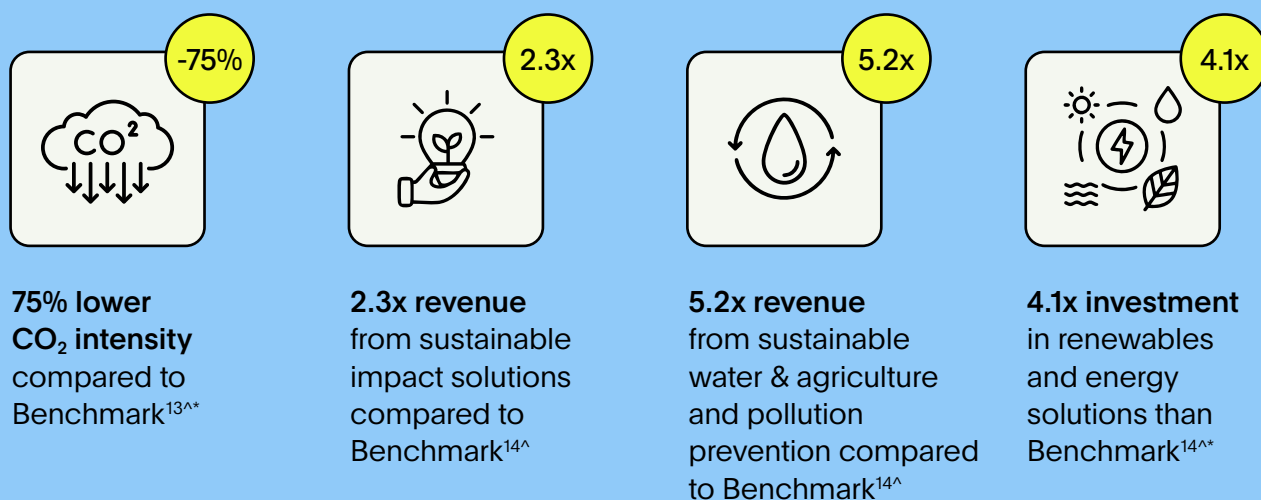 -75%
CO²
75% lower
CO₂ intensity
compared to
Benchmark¹³^*
2.3x
2.3x revenue
from sustainable
impact solutions
compared to
Benchmark¹⁴^
5.2x
5.2x revenue
from sustainable
water & agriculture
and pollution
prevention compared
to Benchmark¹⁴^
4.1x
4.1x investment
in renewables
and energy
solutions than
Benchmark¹⁴^*